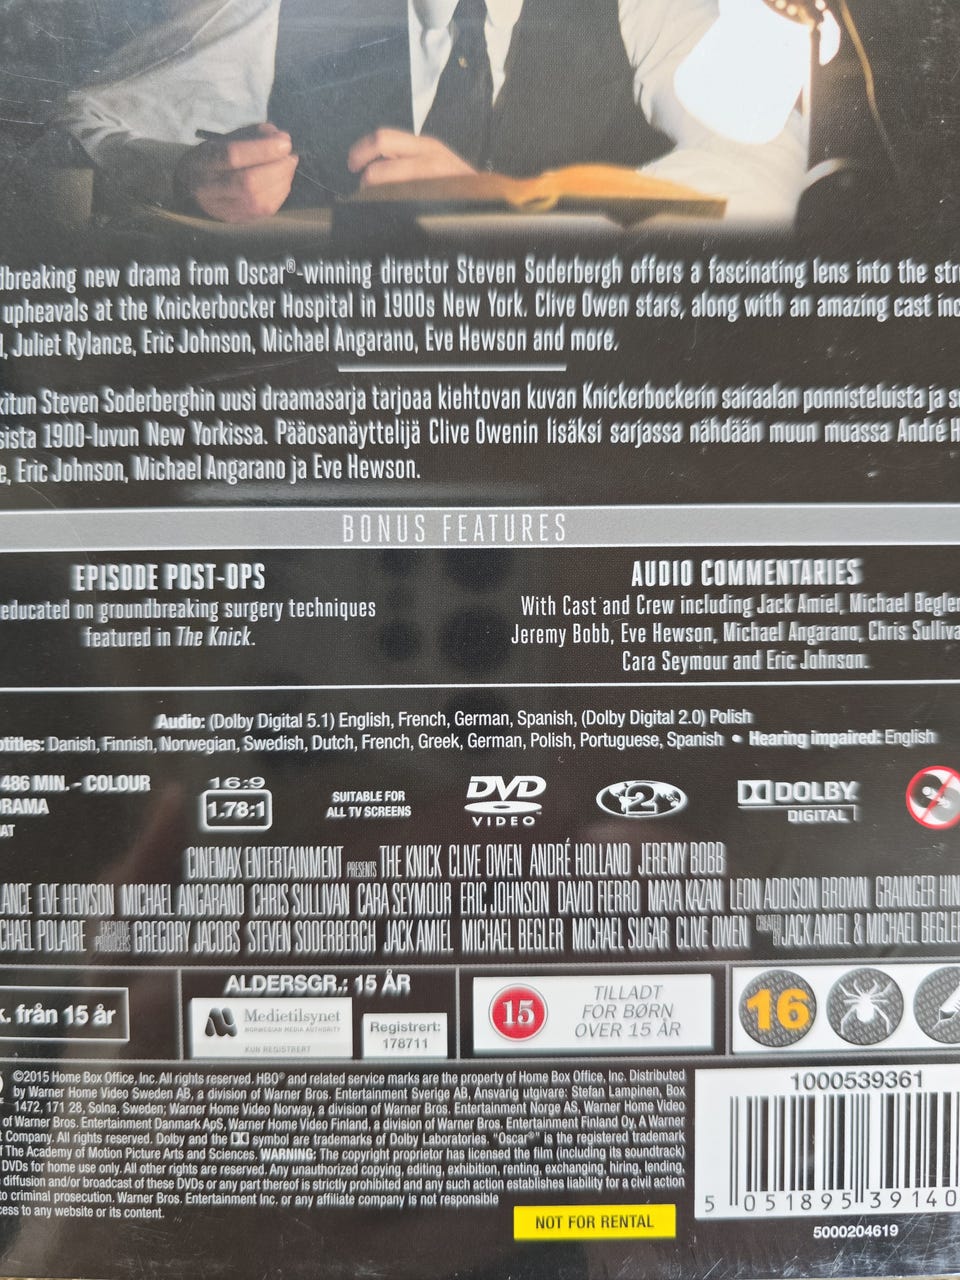 dbreaking new drama from Oscar®-winning director Steven Soderbergh offers a fascinating lens into the str
upheavals at the Knickerbocker Hospital in 1900s New York. Clive Owen stars, along with an amazing cast inc
, Juliet Rylance, Eric Johnson, Michael Angarano, Eve Hewson and more.
kitun Steven Soderberghin uusi draamasarja tarjoaa kiehtovan kuvan Knickerbockerin sairaalan ponnisteluista ja s
sista 1900-luvun New Yorkissa. Pääosanäyttelijä Clive Owenin lisäksi sarjassa nähdään muun muassa André H
e, Eric Johnson, Michael Angarano ja Eve Hewson.
BONUS FEATURES
EPISODE POST-OPS
educated on groundbreaking surgery techniques
featured in The Knick.
AUDIO COMMENTARIES
With Cast and Crew including Jack Amiel, Michael Begler
Jeremy Bobb, Eve Hewson, Michael Angarano, Chris Sulliva
Cara Seymour and Eric Johnson.
Audio: (Dolby Digital 5.1) English, French, German, Spanish, (Dolby Digital 2.0) Polish
btitles: Danish, Finnish, Norwegian, Swedish, Dutch, French, Greek, German, Polish, Portuguese, Spanish • Hearing impaired: English
486 MIN. - COLOUR
RAMA
AT
16:9
1.78:1
SUITABLE FOR
ALL TV SCREENS
DVD
VIDEO™
2
DOLBY
DIGITAL
CINEMAX ENTERTAINMENT PRESENTS THE KNICK CLIVE OWEN ANDRÉ HOLLAND JEREMY BOBB
LANCE EVE HEWSON MICHAEL ANGARANO CHRIS SULLIVAN CARA SEYMOUR ERIC JOHNSON DAVID FIERRO MAYA KAZAN LEON ADDISON BROWN GRAINGER HIN
CHAEL POLAIRE EXECUTIVE PRODUCERS GREGORY JACOBS STEVEN SODERBERGH JACK AMIEL MICHAEL BEGLER MICHAEL SUGAR CLIVE OWEN CREATED BY JACK AMIEL & MICHAEL BEGLE
k. från 15 år
ALDERSGR.: 15 ÅR
Medietilsynet
NORWEGIAN MEDIA AUTHORITY
KUN REGISTRERT
Registrert:
178711
15
TILLADT
FOR BØRN
OVER 15 ÅR
16
©2015 Home Box Office, Inc. All rights reserved. HBO® and related service marks are the property of Home Box Office, Inc. Distributed
by Warner Home Video Sweden AB, a division of Warner Bros. Entertainment Sverige AB, Ansvarig utgivare: Stefan Lampinen, Box
1472, 171 28, Solna, Sweden; Warner Home Video Norway, a division of Warner Bros. Entertainment Norge AS, Warner Home Video
of Warner Bros. Entertainment Danmark ApS, Warner Home Video Finland, a division of Warner Bros. Entertainment Finland Oy, A Warner
t Company. All rights reserved. Dolby and the symbol are trademarks of Dolby Laboratories. "Oscar®" is the registered trademark
f The Academy of Motion Picture Arts and Sciences. WARNING: The copyright proprietor has licensed the film (including its soundtrack)
DVDs for home use only. All other rights are reserved. Any unauthorized copying, editing, exhibition, renting, exchanging, hiring, lending,
diffusion and/or broadcast of these DVDs or any part thereof is strictly prohibited and any such action establishes liability for a civil action
to criminal prosecution. Warner Bros. Entertainment Inc. or any affiliate company is not responsible
cess to any website or its content.
NOT FOR RENTAL
1000539361
5 051895 39140
5000204619